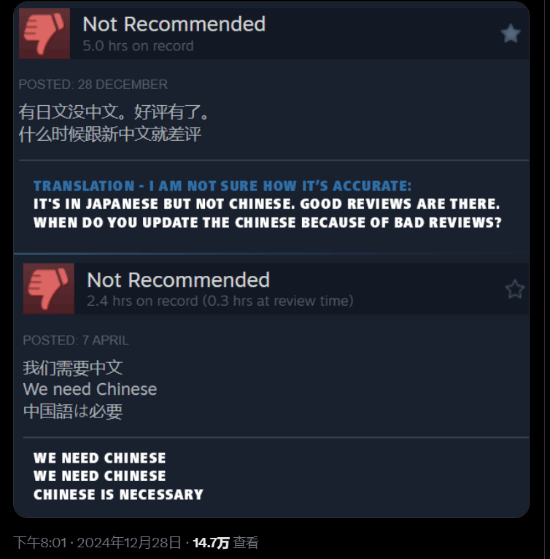 Not Recommended
5.0 hrs on record
POSTED: 28 DECEMBER
有日文没中文。好评有了。
什么时候跟新中文就差评
TRANSLATION - I AM NOT SURE HOW IT'S ACCURATE:
IT'S IN JAPANESE BUT NOT CHINESE. GOOD REVIEWS ARE THERE.
WHEN DO YOU UPDATE THE CHINESE BECAUSE OF BAD REVIEWS?
Not Recommended
2.4 hrs on record (0.3 hrs at review time)
POSTED: 7 APRIL
我们需要中文
We need Chinese
中国語は必要
WE NEED CHINESE
WE NEED CHINESE
CHINESE IS NECESSARY
下午8:01 · 2024年12月28日 · 14.7万 查看